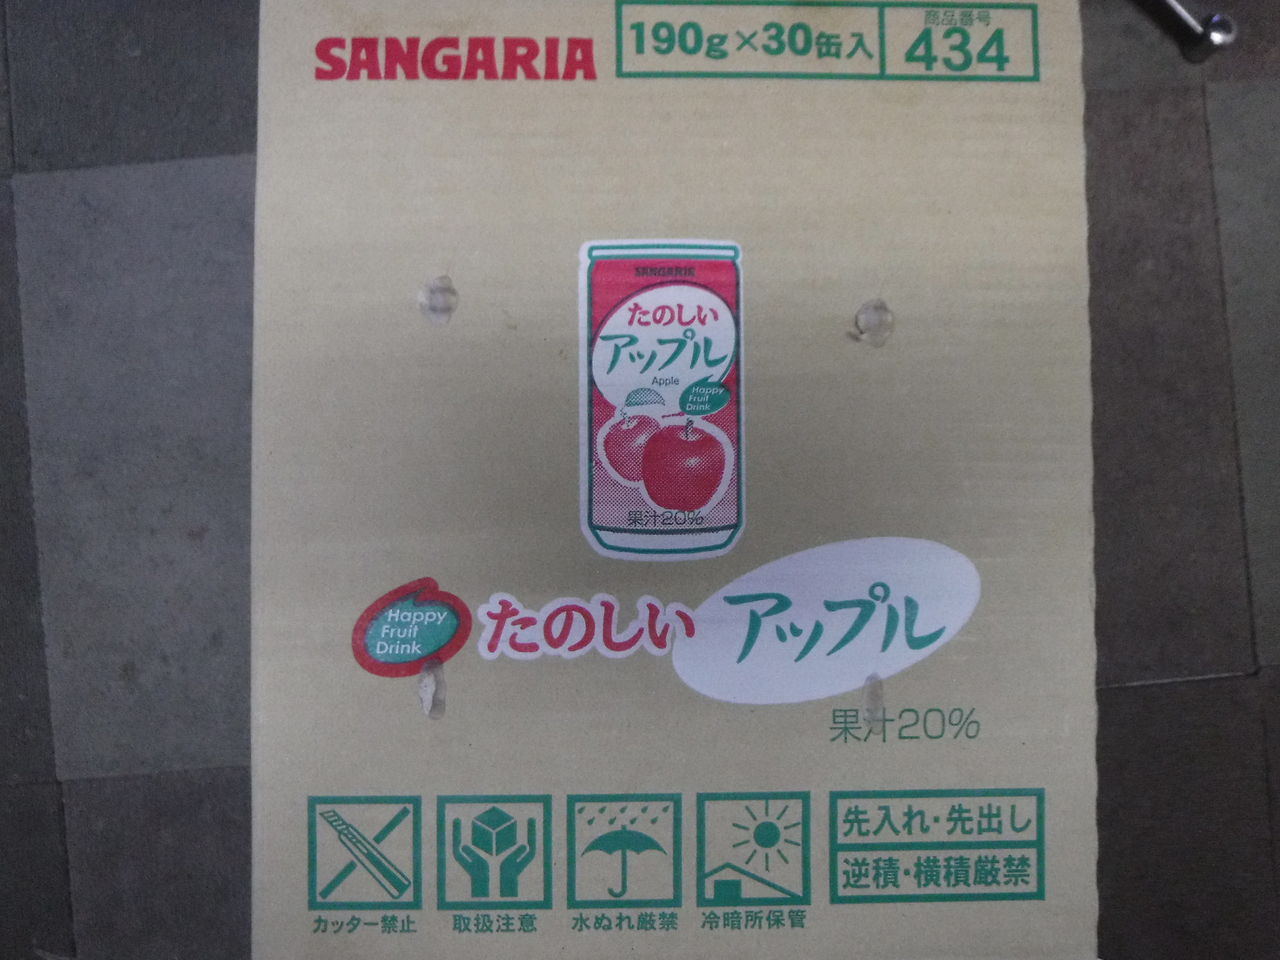 SANGARIA
190g×30缶入
商品番号
434
SANGARIA
たのしい
アップル
Apple
Happy
Fruit
Drink
果汁20%
Happy
Fruit
Drink
たのしいアップル
果汁20%
カッター禁止
取扱注意
水ぬれ厳禁
冷暗所保管
先入れ・先出し
逆積・横積厳禁